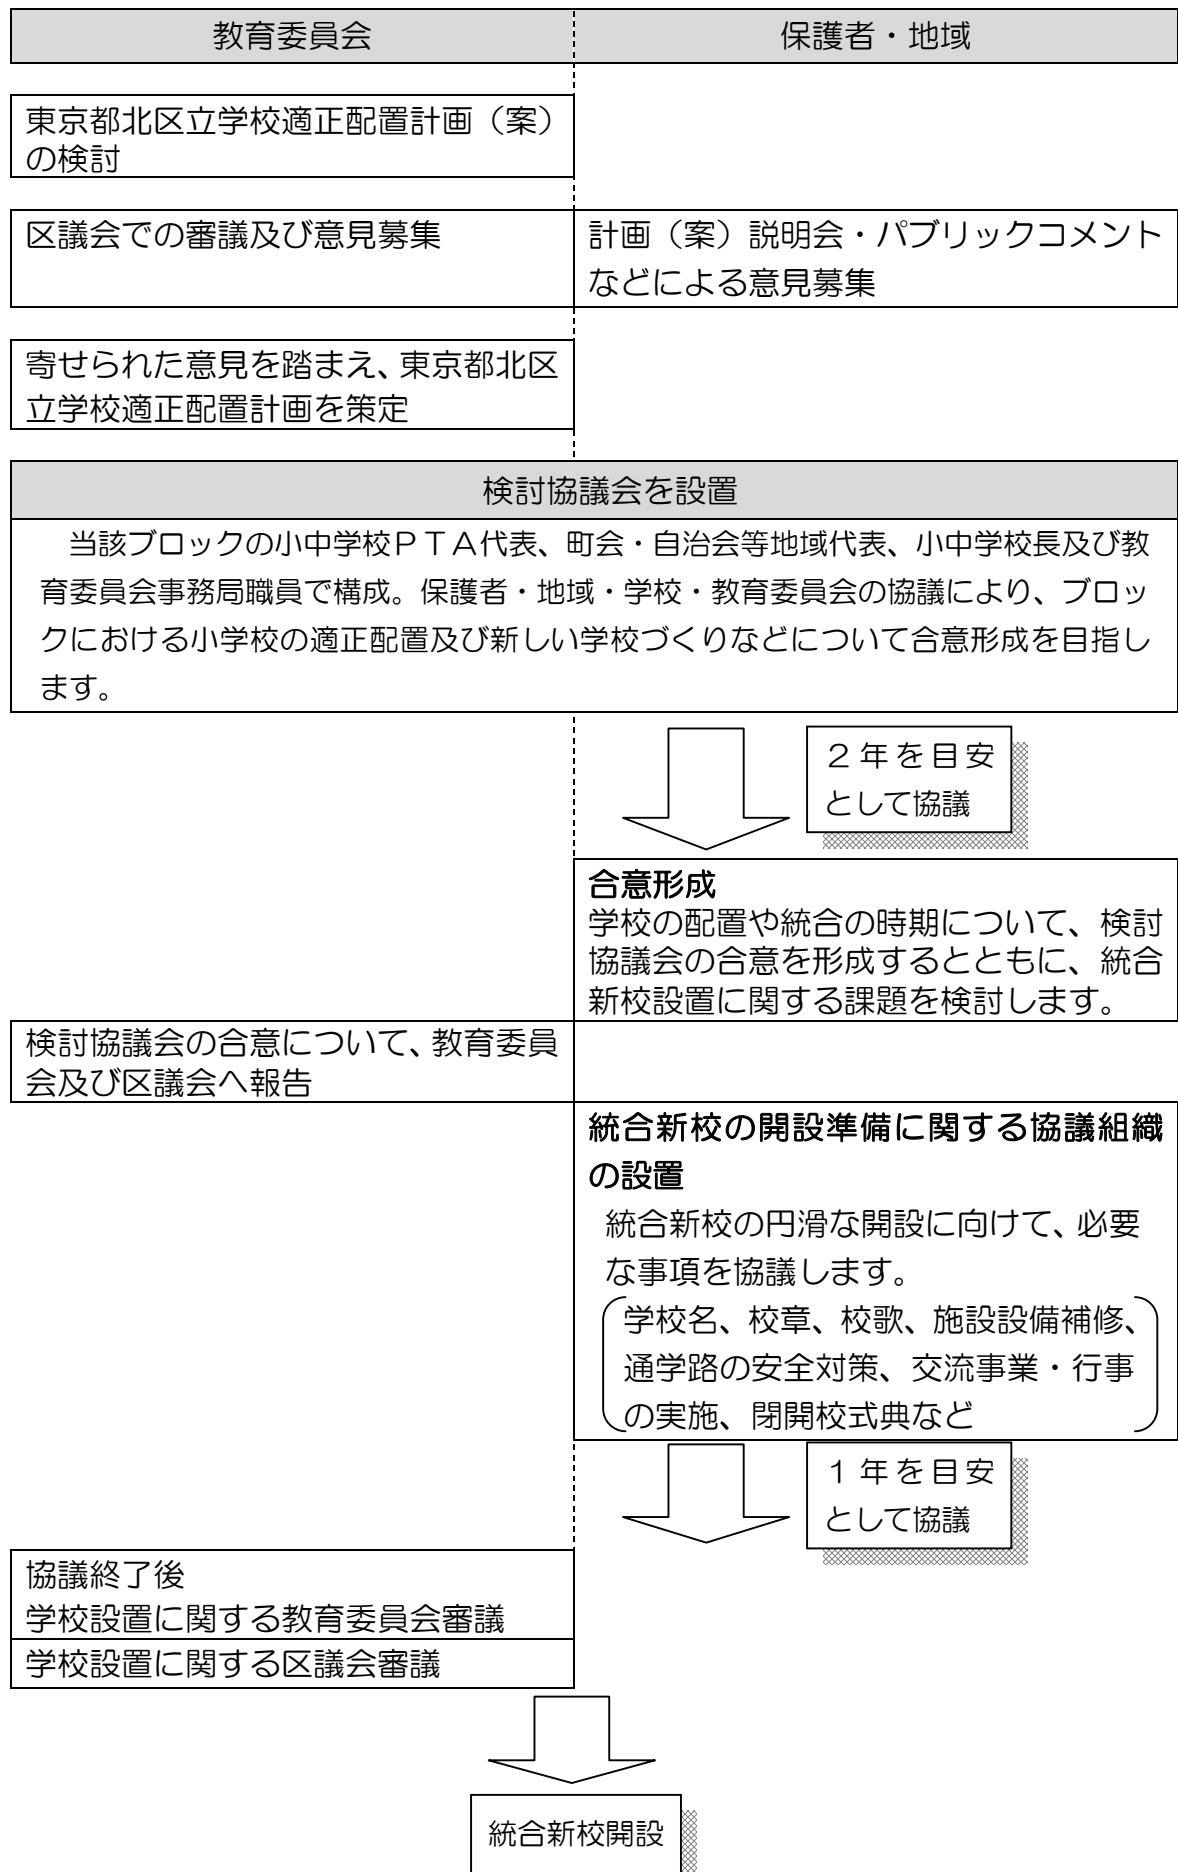 教育委員会
保護者・地域
東京都北区立学校適正配置計画（案）
の検討
区議会での審議及び意見募集
計画（案）説明会・パブリックコメント
などによる意見募集
寄せられた意見を踏まえ、東京都北区
立学校適正配置計画を策定
検討協議会を設置
当該ブロックの小中学校ＰＴＡ代表、町会・自治会等地域代表、小中学校長及び教
育委員会事務局職員で構成。保護者・地域・学校・教育委員会の協議により、ブロッ
クにおける小学校の適正配置及び新しい学校づくりなどについて合意形成を目指し
ます。
２年を目安
として協議
合意形成
学校の配置や統合の時期について、検討
協議会の合意を形成するとともに、統合
新校設置に関する課題を検討します。
検討協議会の合意について、教育委員
会及び区議会へ報告
統合新校の開設準備に関する協議組織
の設置
統合新校の円滑な開設に向けて、必要
な事項を協議します。
学校名、校章、校歌、施設設備補修、
通学路の安全対策、交流事業・行事
の実施、閉開校式典など
１年を目安
として協議
協議終了後
学校設置に関する教育委員会審議
学校設置に関する区議会審議
統合新校開設